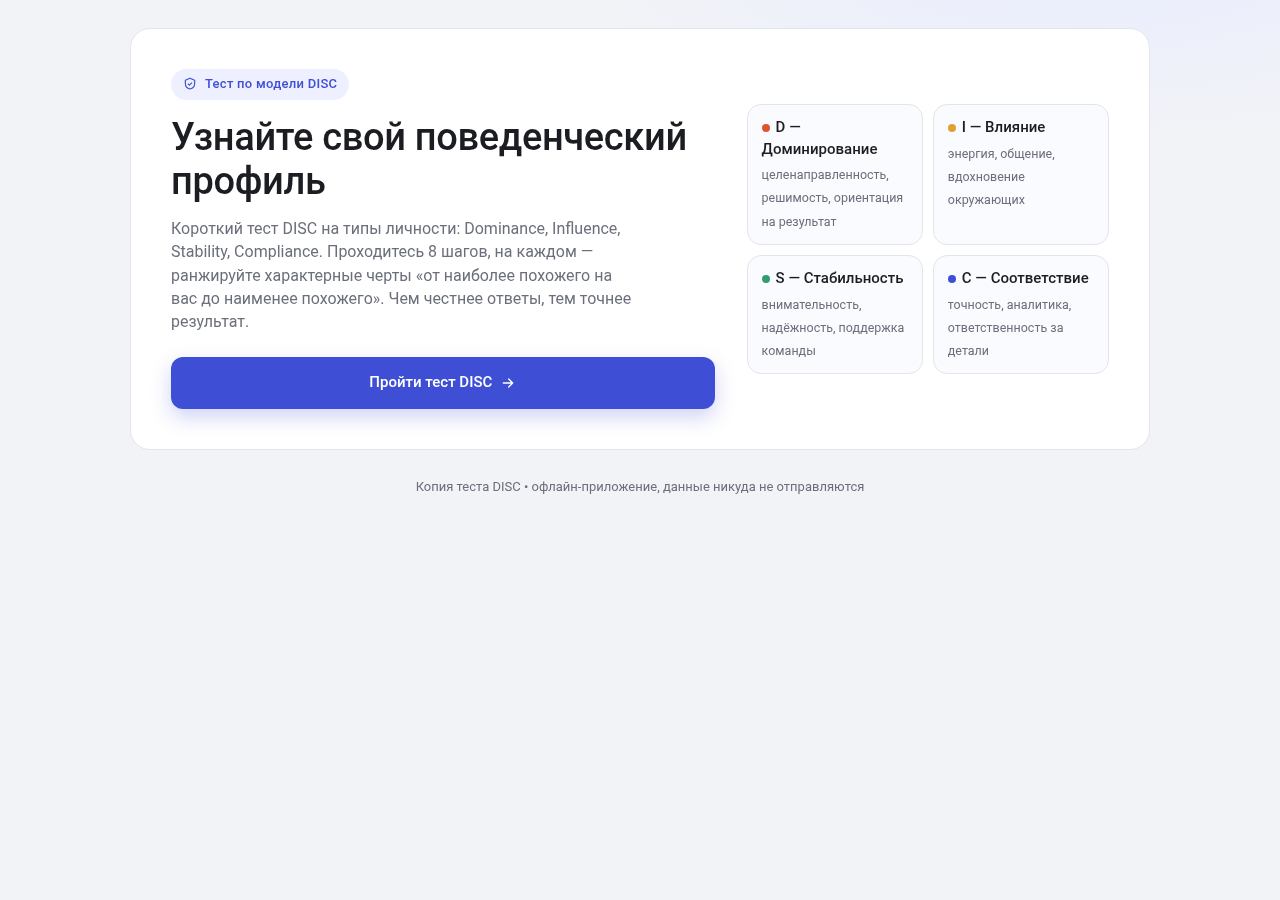 Тест по модели DISC
Узнайте свой поведенческий
профиль
Короткий тест DISC на типы личности: Dominance, Influence,
Stability, Compliance. Проходитесь 8 шагов, на каждом —
ранжируйте характерные черты «от наиболее похожего на
вас до наименее похожего». Чем честнее ответы, тем точнее
результат.
Пройти тест DISC →
D —
Доминирование
целенаправленность,
решимость, ориентация
на результат
I — Влияние
энергия, общение,
вдохновение
окружающих
S — Стабильность
внимательность,
надёжность, поддержка
команды
C — Соответствие
точность, аналитика,
ответственность за
детали
Копия теста DISC • офлайн-приложение, данные никуда не отправляются